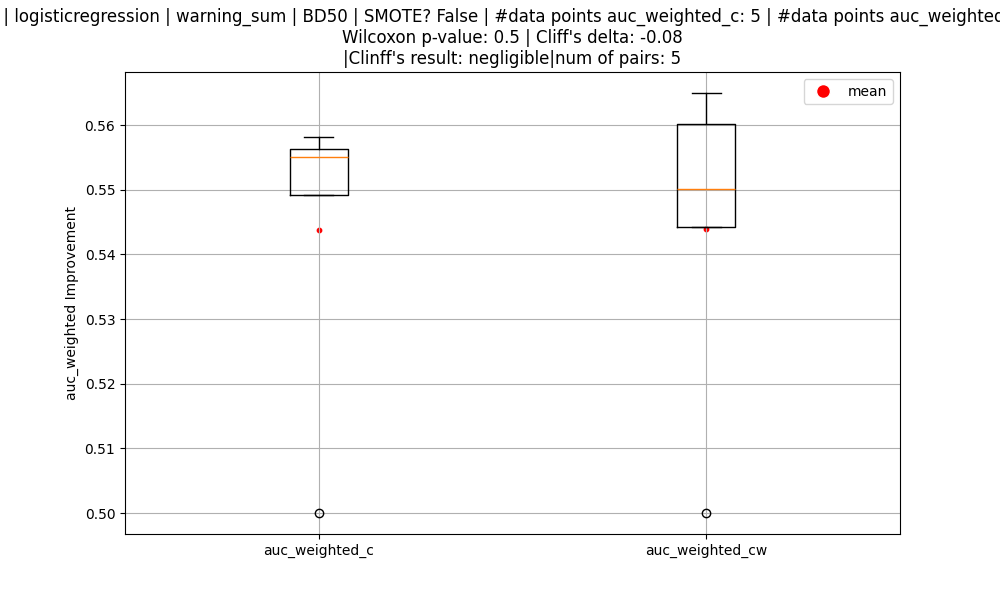 | logisticregression | warning_sum | BD50 | SMOTE? False | #data points auc_weighted_c: 5 | #data points auc_weighted
Wilcoxon p-value: 0.5 | Cliff's delta: -0.08
|Clinff's result: negligible|num of pairs: 5
mean
auc_weighted Improvement
0.56
0.55
0.54
0.53
0.52
0.51
0.50
auc_weighted_c
auc_weighted_cw